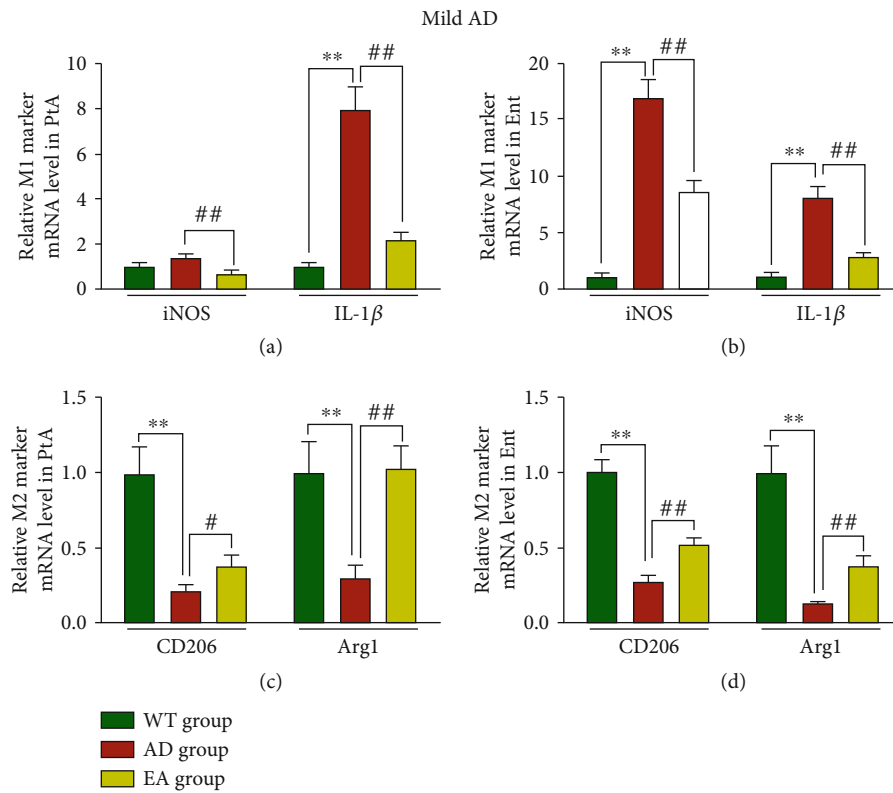 Mild AD
Relative M1 marker
mRNA level in PtA
10
8
6
4
2
0
**
##
##
iNOS
IL-1β
(a)
Relative M1 marker
mRNA level in Ent
20
15
10
5
0
**
##
**
##
iNOS
IL-1β
(b)
Relative M2 marker
mRNA level in PtA
1.5
1.0
0.5
0.0
**
#
**
##
CD206
Arg1
(c)
Relative M2 marker
mRNA level in Ent
1.5
1.0
0.5
0.0
**
##
**
##
CD206
Arg1
(d)
WT group
AD group
EA group